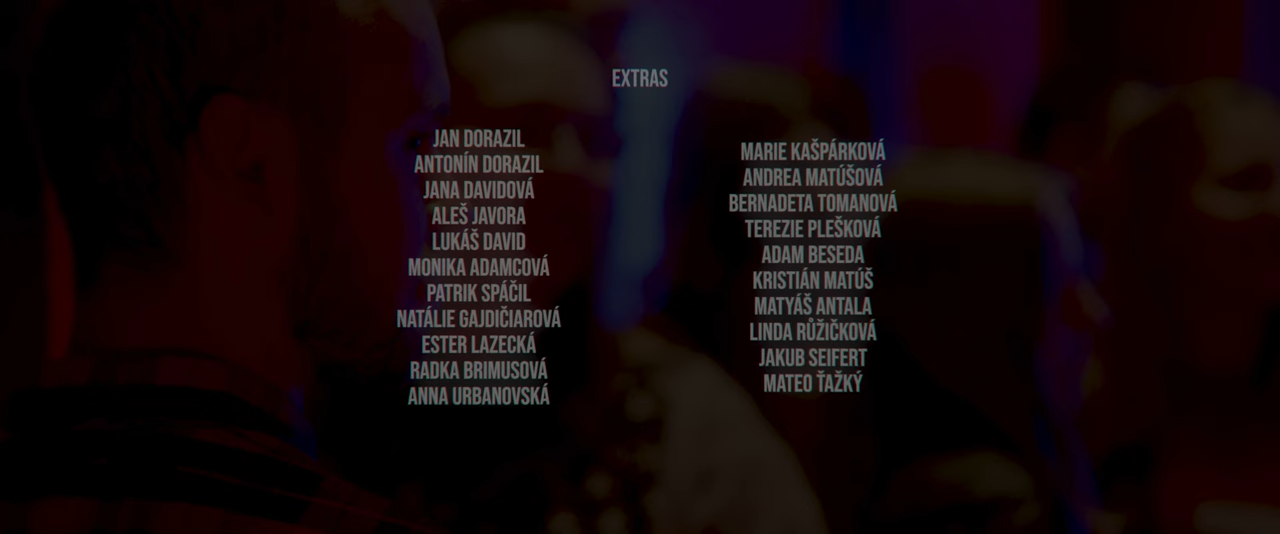 EXTRAS
JAN DORAZIL
ANTONÍN DORAZIL
JANA DAVIDOVÁ
ALEŠ JAVORA
LUKÁŠ DAVID
MONIKA ADAMCOVÁ
PATRIK SPÁČIL
NATÁLIE GAJDIČIAROVÁ
ESTER LAZECKÁ
RADKA BRIMUSOVÁ
ANNA URBANOVSKÁ
MARIE KAŠPÁRKOVÁ
ANDREA MATÚŠOVÁ
BERNADETA TOMANOVÁ
TEREZIE PLEŠKOVÁ
ADAM BESEDA
KRISTIÁN MATÚŠ
MATYÁŠ ANTALA
LINDA RŮŽIČKOVÁ
JAKUB SEIFERT
MATEO ŤAŽKÝ